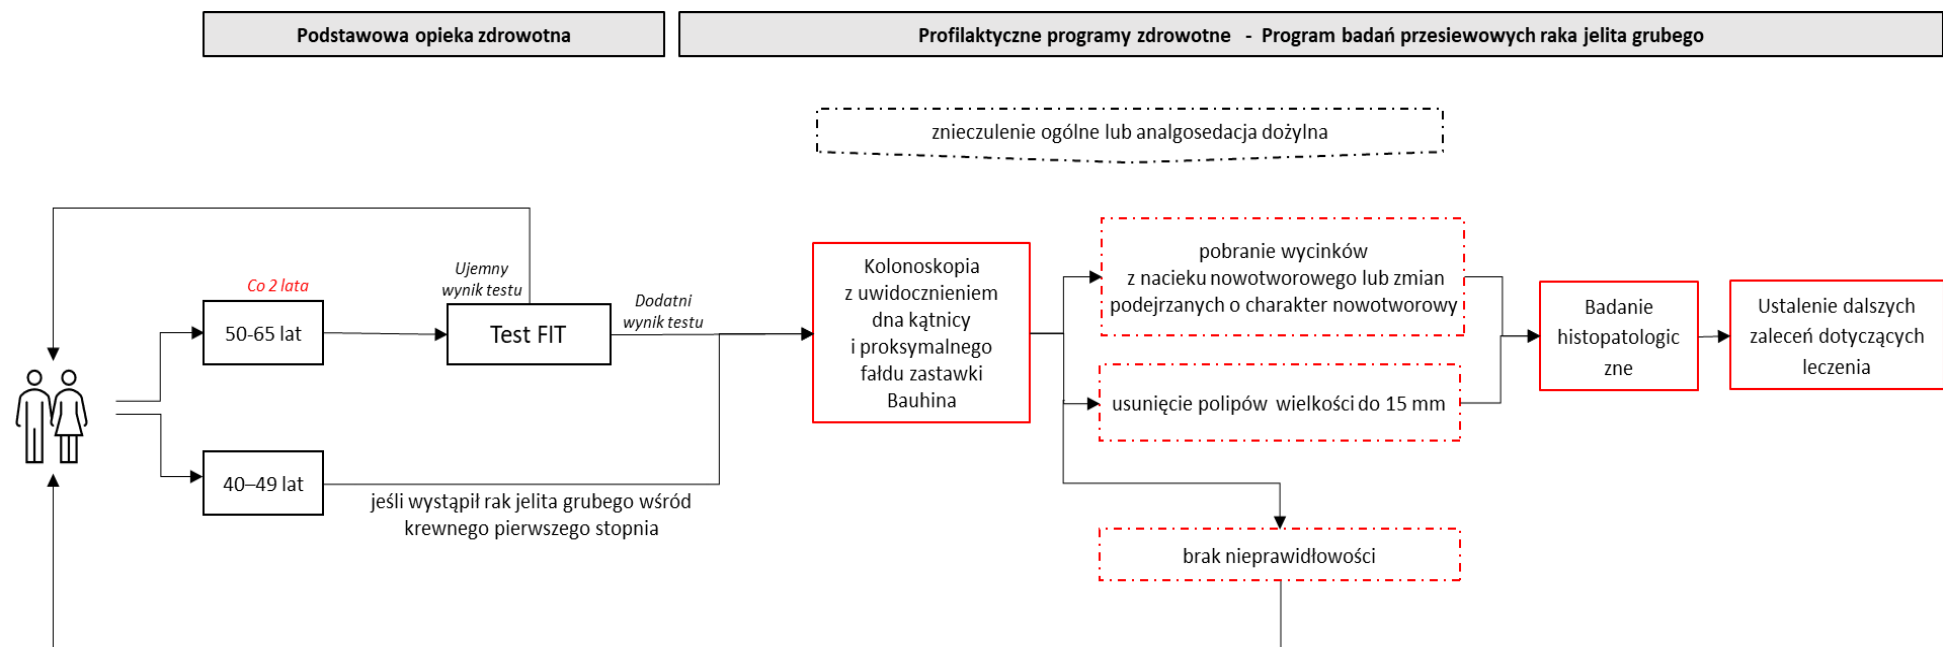 Podstawowa opieka zdrowotna
Profilaktyczne programy zdrowotne - Program badań przesiewowych raka jelita grubego
znieczulenie ogólne lub analgosedacja dożylna
Co 2 lata
50-65 lat
Ujemny
wynik testu
Test FIT
Dodatni
wynik testu
40–49 lat
jeśli wystąpił rak jelita grubego wśród
krewnego pierwszego stopnia
Kolonoskopia
z uwidocznieniem
dna kątnicy
i proksymalnego
fałdu zastawki
Bauhina
pobranie wycinków
z nacieku nowotworowego lub zmian
podejrzanych o charakter nowotworowy
usunięcie polipów wielkości do 15 mm
brak nieprawidłowości
Badanie
histopatologic
zne
Ustalenie dalszych
zaleceń dotyczących
leczenia